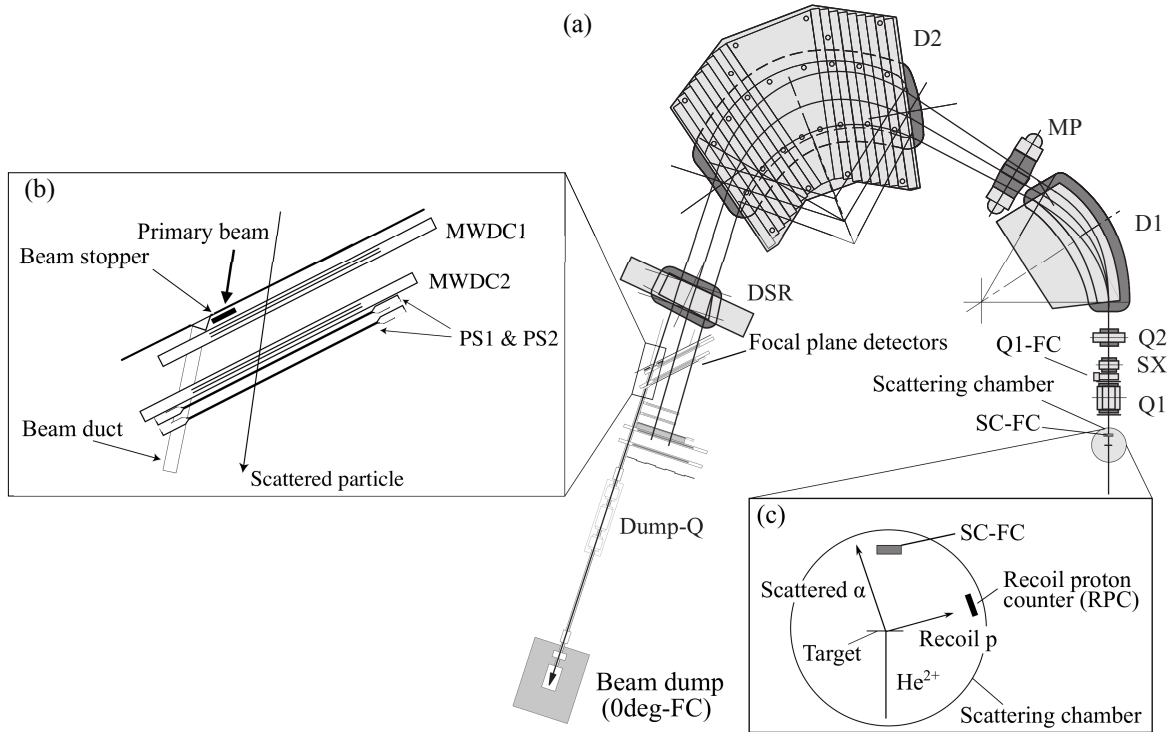 (a)
D2
MP
D1
DSR
Q2
Q1-FC
SX
Scattering chamber
Q1
SC-FC
Focal plane detectors
Dump-Q
Beam dump
(0deg-FC)
(b)
Primary beam
Beam stopper
MWDC1
MWDC2
PS1 & PS2
Beam duct
Scattered particle
(c)
SC-FC
Scattered α
Recoil proton
counter (RPC)
Recoil p
Target
He²⁺
Scattering chamber